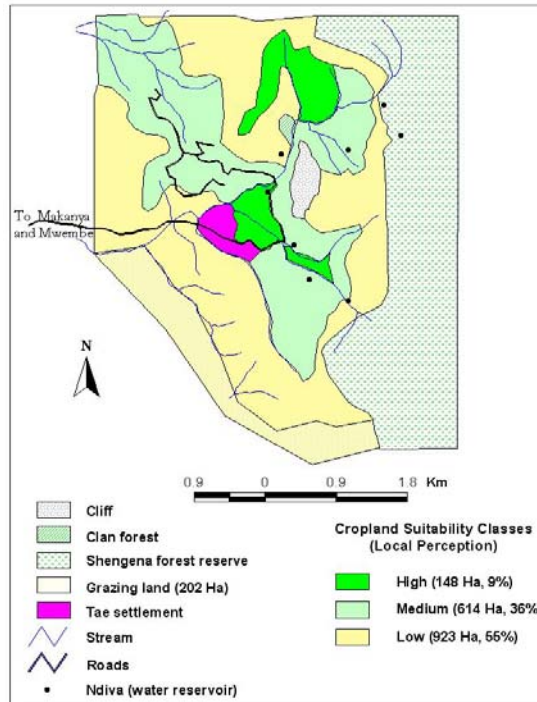 To Makanya
and Mwembe
N
0.9 0 0.9 1.8 Km
Cliff
Clan forest
Shengena forest reserve
Grazing land (202 Ha)
Tae settlement
Stream
Roads
Ndiva (water reservoir)
Cropland Suitability Classes
(Local Perception)
High (148 Ha, 9%)
Medium (614 Ha, 36%)
Low (923 Ha, 55%)